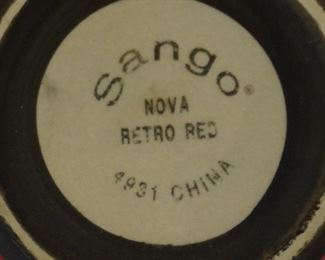 Sango®
NOVA
RETRO RED
4931 CHINA